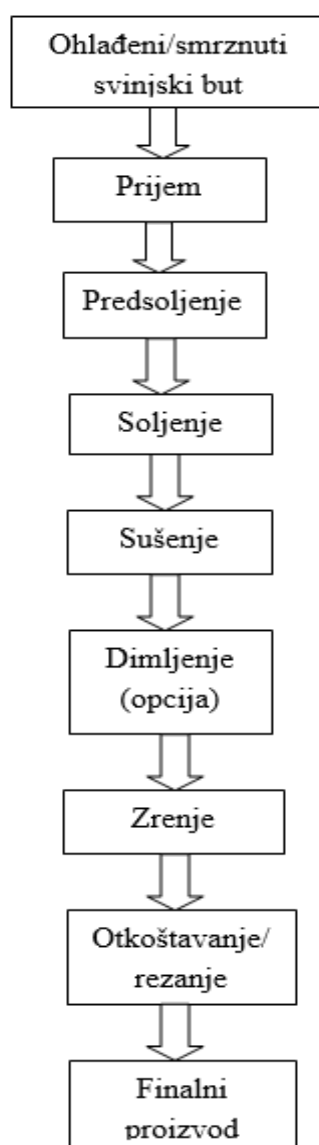 Ohlađeni/smrznuti
svinjski but
Prijem
Predsoljenje
Soljenje
Sušenje
Dimljenje
(opcija)
Zrenje
Otkoštavanje/
rezanje
Finalni
proizvod